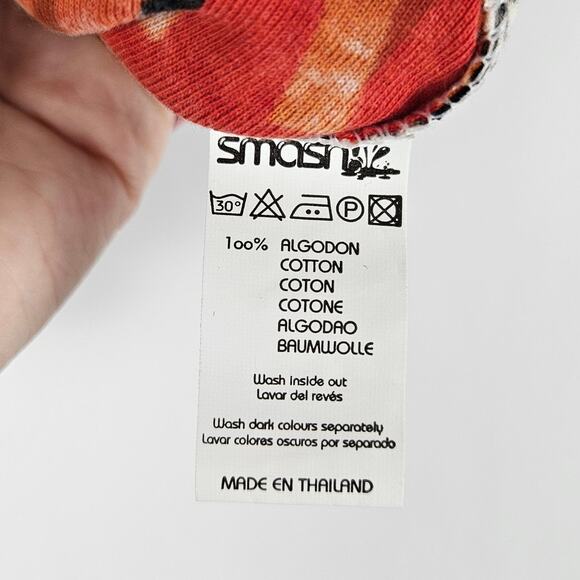 smash
30°
P
100% ALGODON
COTTON
COTON
COTONE
ALGODAO
BAUMWOLLE
Wash inside out
Lavar del revés
Wash dark colours separately
Lavar colores oscuros por separado
MADE EN THAILAND